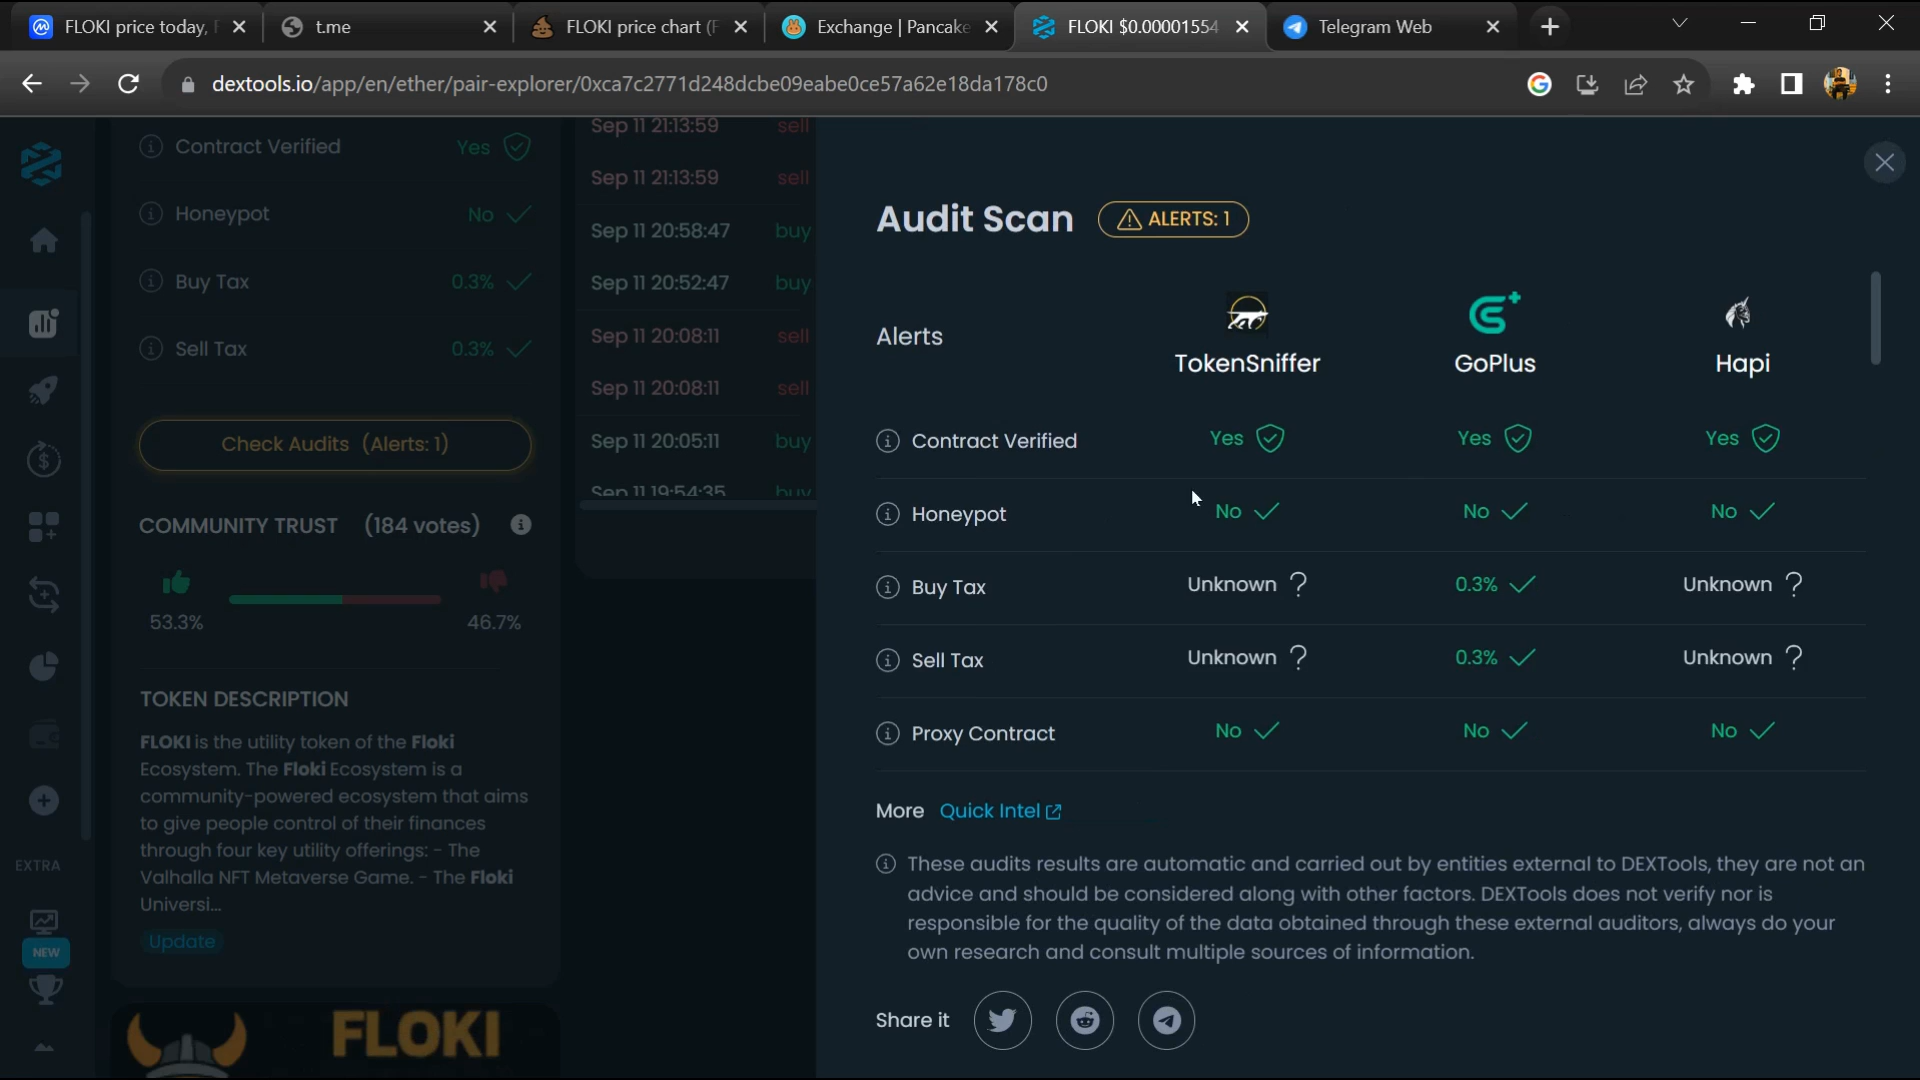 FLOKI price today, F
t.me
FLOKI price chart (F
Exchange | Pancake
FLOKI $0.00001554
Telegram Web
dextools.io/app/en/ether/pair-explorer/0xca7c2771d248dcbe09eabe0ce57a62e18da178c0
Contract Verified Yes
Honeypot No
Buy Tax 0.3%
Sell Tax 0.3%
Check Audits (Alerts: 1)
COMMUNITY TRUST (184 votes)
53.3% 46.7%
TOKEN DESCRIPTION
FLOKI is the utility token of the Floki
Ecosystem. The Floki Ecosystem is a
community-powered ecosystem that aims
to give people control of their finances
through four key utility offerings: - The
Valhalla NFT Metaverse Game. - The Floki
Universi...
Update
FLOKI
EXTRA
NEW
Sep 11 21:13:59 sell
Sep 11 21:13:59 sell
Sep 11 20:58:47 buy
Sep 11 20:52:47 buy
Sep 11 20:08:11 sell
Sep 11 20:08:11 sell
Sep 11 20:05:11 buy
Sep 11 19:54:35 buy
Audit Scan ALERTS: 1
Alerts TokenSniffer GoPlus Hapi
Contract Verified Yes Yes Yes
Honeypot No No No
Buy Tax Unknown ? 0.3% Unknown ?
Sell Tax Unknown ? 0.3% Unknown ?
Proxy Contract No No No
More Quick Intel
These audits results are automatic and carried out by entities external to DEXTools, they are not an
advice and should be considered along with other factors. DEXTools does not verify nor is
responsible for the quality of the data obtained through these external auditors, always do your
own research and consult multiple sources of information.
Share it